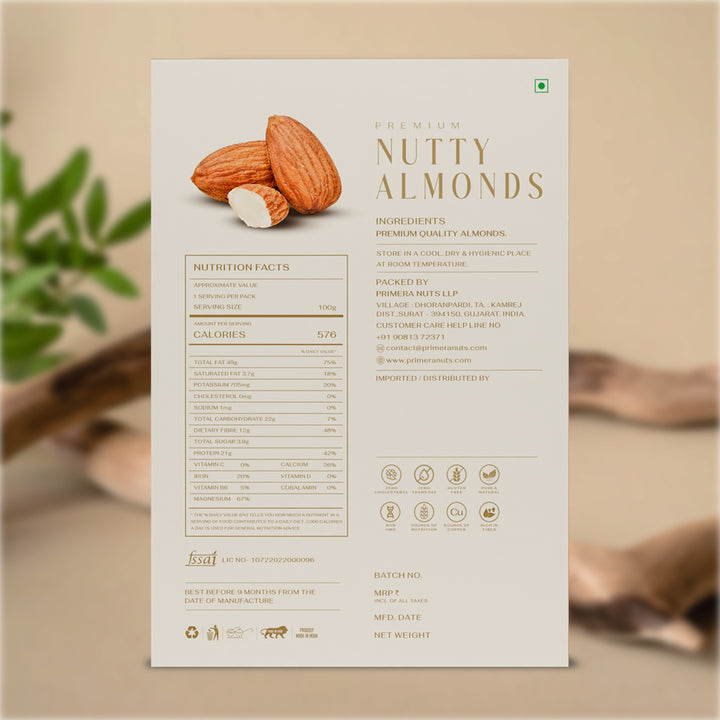 PREMIUM
NUTTY
ALMONDS
INGREDIENTS
PREMIUM QUALITY ALMONDS.
STORE IN A COOL, DRY & HYGIENIC PLACE
AT ROOM TEMPERATURE.
PACKED BY
PRIMERA NUTS LLP
VILLAGE : DHORANPARDI, TA. : KAMREJ
DIST.,SURAT - 394150, GUJARAT, INDIA.
CUSTOMER CARE HELP LINE NO
+91 90813 72371
contact@primeranuts.com
www.primeranuts.com
IMPORTED / DISTRIBUTED BY
NUTRITION FACTS
APPROXIMATE VALUE
1 SERVING PER PACK
SERVING SIZE 100g
AMOUNT PER SERVING
CALORIES 576
% DAILY VALUE*
TOTAL FAT 49g 75%
SATURATED FAT 3.7g 18%
POTASSIUM 705mg 20%
CHOLESTEROL 0mg 0%
SODIUM 1mg 0%
TOTAL CARBOHYDRATE 22g 7%
DIETARY FIBRE 12g 48%
TOTAL SUGAR 3.9g
PROTEIN 21g 42%
VITAMIN C 0% CALCIUM 26%
IRON 20% VITAMIN D 0%
VITAMIN B6 5% COBALAMIN 0%
MAGNESIUM 67%
* THE % DAILY VALUE (DV) TELLS YOU HOW MUCH A NUTRIENT IN A
SERVING OF FOOD CONTRIBUTES TO A DAILY DIET. 2,000 CALORIES
A DAY IS USED FOR GENERAL NUTRITION ADVICE.
fssai LIC NO- 10722022000096
BEST BEFORE 9 MONTHS FROM THE
DATE OF MANUFACTURE
PROUDLY
MADE IN INDIA
ZERO
CHOLESTEROL
ZERO
TRANS FAT
GLUTEN
FREE
PURE &
NATURAL
NON
GMO
SOURCE OF
NUTRITION
Cu
SOURCE OF
COPPER
RICH IN
FIBER
BATCH NO.
MRP ₹
INCL. OF ALL TAXES
MFD. DATE
NET WEIGHT